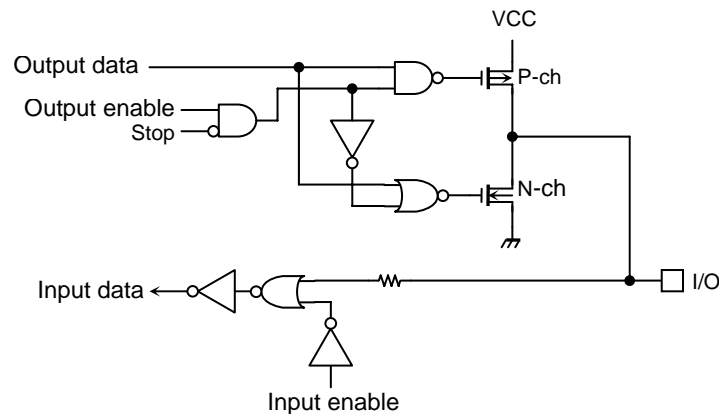 VCC
Output data
P-ch
Output enable
Stop
N-ch
Input data
I/O
Input enable